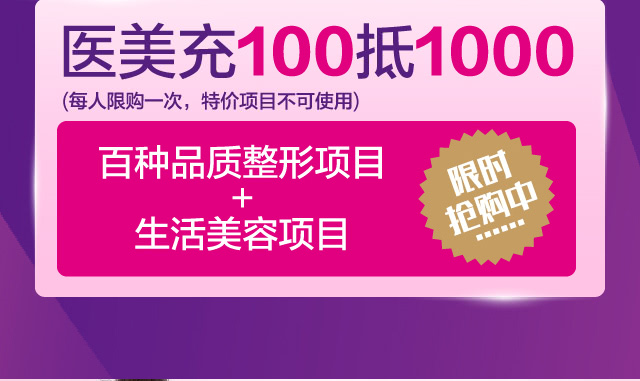 医美充100抵1000
(每人限购一次，特价项目不可使用)
百种品质整形项目
+
生活美容项目
限时
抢购中
······